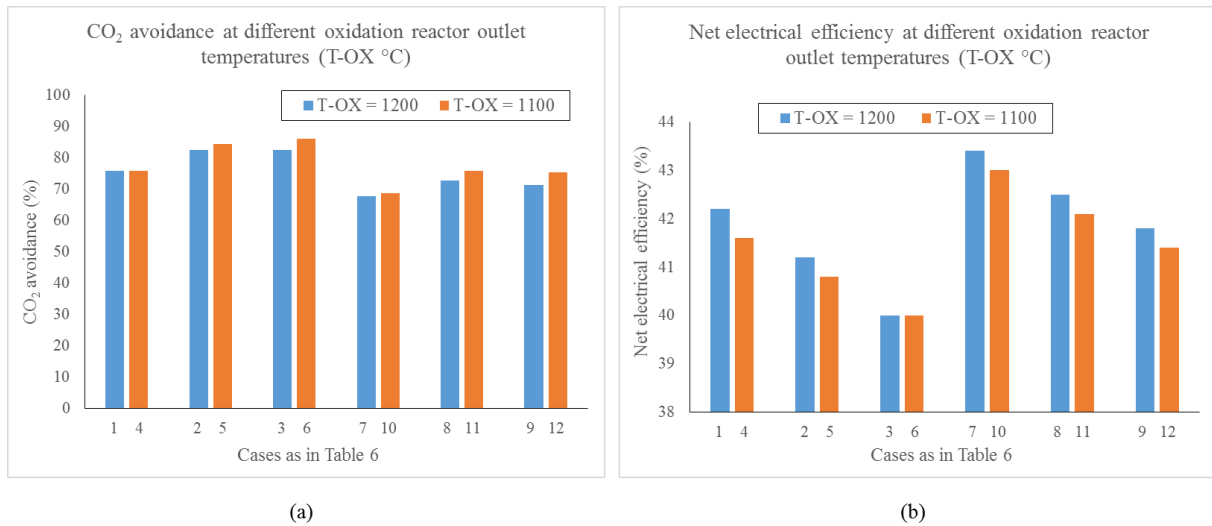 CO₂ avoidance at different oxidation reactor outlet
temperatures (T-OX °C)
T-OX = 1200 T-OX = 1100
100
90
80
70
60
50
40
30
20
10
0
CO₂ avoidance (%)
1 4 2 5 3 6 7 10 8 11 9 12
Cases as in Table 6
(a)
Net electrical efficiency at different oxidation reactor
outlet temperatures (T-OX °C)
T-OX = 1200 T-OX = 1100
44
43
42
41
40
39
38
Net electrical efficiency (%)
1 4 2 5 3 6 7 10 8 11 9 12
Cases as in Table 6
(b)